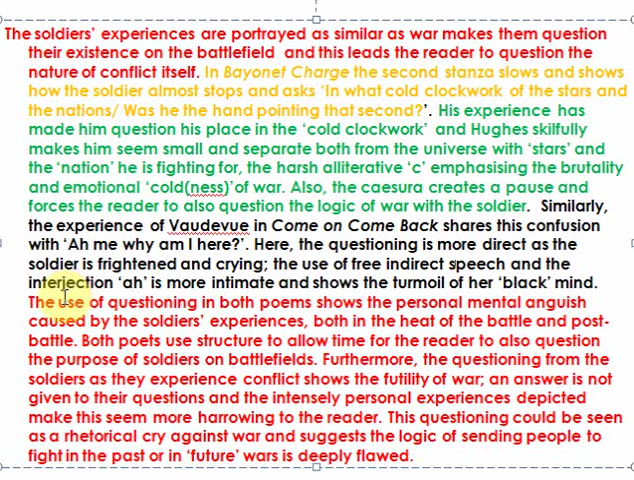 The soldiers' experiences are portrayed as similar as war makes them question
their existence on the battlefield and this leads the reader to question the
nature of conflict itself. In Bayonet Charge the second stanza slows and shows
how the soldier almost stops and asks 'In what cold clockwork of the stars and
the nations/ Was he the hand pointing that second?'. His experience has
made him question his place in the 'cold clockwork' and Hughes skilfully
makes him seem small and separate both from the universe with 'stars' and
the 'nation' he is fighting for, the harsh alliterative 'c' emphasising the brutality
and emotional 'cold(ness)'of war. Also, the caesura creates a pause and
forces the reader to also question the logic of war with the soldier. Similarly,
the experience of Vaudevue in Come on Come Back shares this confusion
with 'Ah me why am I here?'. Here, the questioning is more direct as the
soldier is frightened and crying; the use of free indirect speech and the
interjection 'ah' is more intimate and shows the turmoil of her 'black' mind.
The use of questioning in both poems shows the personal mental anguish
caused by the soldiers' experiences, both in the heat of the battle and post-
battle. Both poets use structure to allow time for the reader to also question
the purpose of soldiers on battlefields. Furthermore, the questioning from the
soldiers as they experience conflict shows the futility of war; an answer is not
given to their questions and the intensely personal experiences depicted
make this seem more harrowing to the reader. This questioning could be seen
as a rhetorical cry against war and suggests the logic of sending people to
fight in the past or in 'future' wars is deeply flawed.